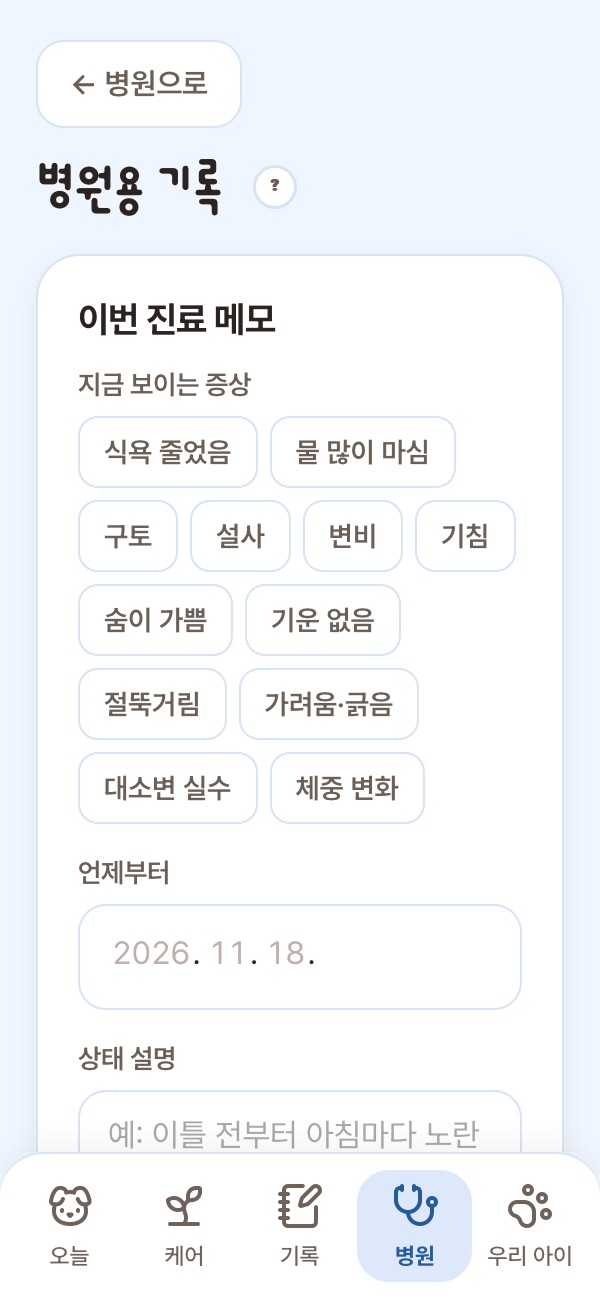 ← 병원으로
병원용 기록 ?
이번 진료 메모
지금 보이는 증상
식욕 줄었음 물 많이 마심
구토 설사 변비 기침
숨이 가쁨 기운 없음
절뚝거림 가려움·긁음
대소변 실수 체중 변화
언제부터
2026. 11. 18.
상태 설명
예: 이틀 전부터 아침마다 노란
오늘 케어 기록 병원 우리 아이